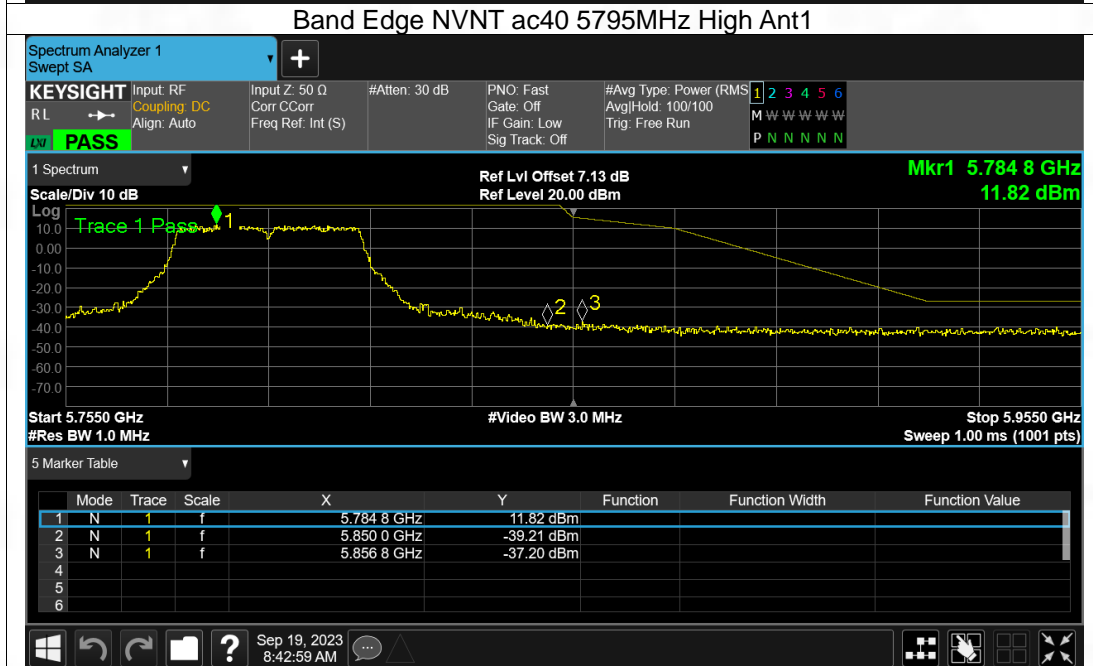 Band Edge NVNT ac40 5795MHz High Ant1
Spectrum Analyzer 1
Swept SA
+
KEYSIGHT Input: RF Input Z: 50 Ω #Atten: 30 dB PNO: Fast #Avg Type: Power (RMS 1 2 3 4 5 6
RL Coupling: DC Corr CCorr Gate: Off Avg|Hold: 100/100 M W W W W W
Align: Auto Freq Ref: Int (S) IF Gain: Low Trig: Free Run
LXI PASS Sig Track: Off P N N N N N
1 Spectrum Ref Lvl Offset 7.13 dB Mkr1 5.784 8 GHz
Scale/Div 10 dB Ref Level 20.00 dBm 11.82 dBm
Log
Trace 1 Pass
1
10.0
0.00
-10.0
-20.0
-30.0
2 3
-40.0
-50.0
-60.0
-70.0
Start 5.7550 GHz #Video BW 3.0 MHz Stop 5.9550 GHz
#Res BW 1.0 MHz Sweep 1.00 ms (1001 pts)
5 Marker Table
Mode Trace Scale X Y Function Function Width Function Value
1 N 1 f 5.784 8 GHz 11.82 dBm
2 N 1 f 5.850 0 GHz -39.21 dBm
3 N 1 f 5.856 8 GHz -37.20 dBm
4
5
6
? Sep 19, 2023
8:42:59 AM